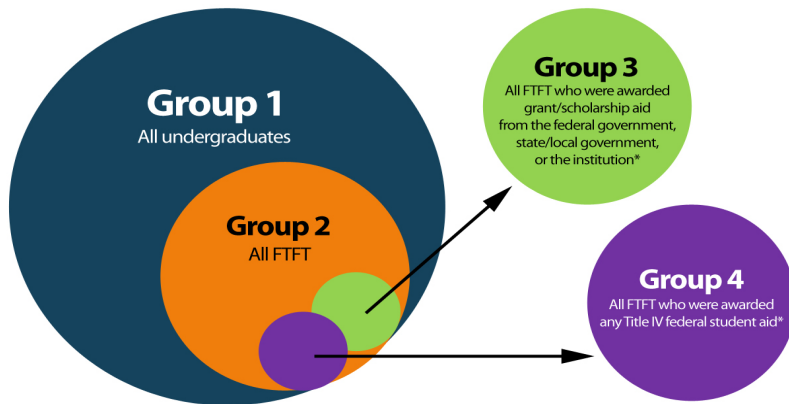 Group 1
All undergraduates
Group 2
All FTFT
Group 3
All FTFT who were awarded
grant/scholarship aid
from the federal government,
state/local government,
or the institution*
Group 4
All FTFT who were awarded
any Title IV federal student aid*